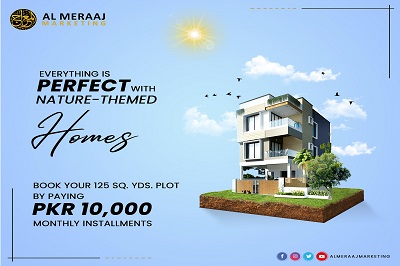 AL MERAAJ
MARKETING
EVERYTHING IS
PERFECT WITH
NATURE-THEMED
Homes
BOOK YOUR 125 SQ. YDS. PLOT
BY PAYING
PKR 10,000
MONTHLY INSTALLMENTS
ALMERAAJMARKETING